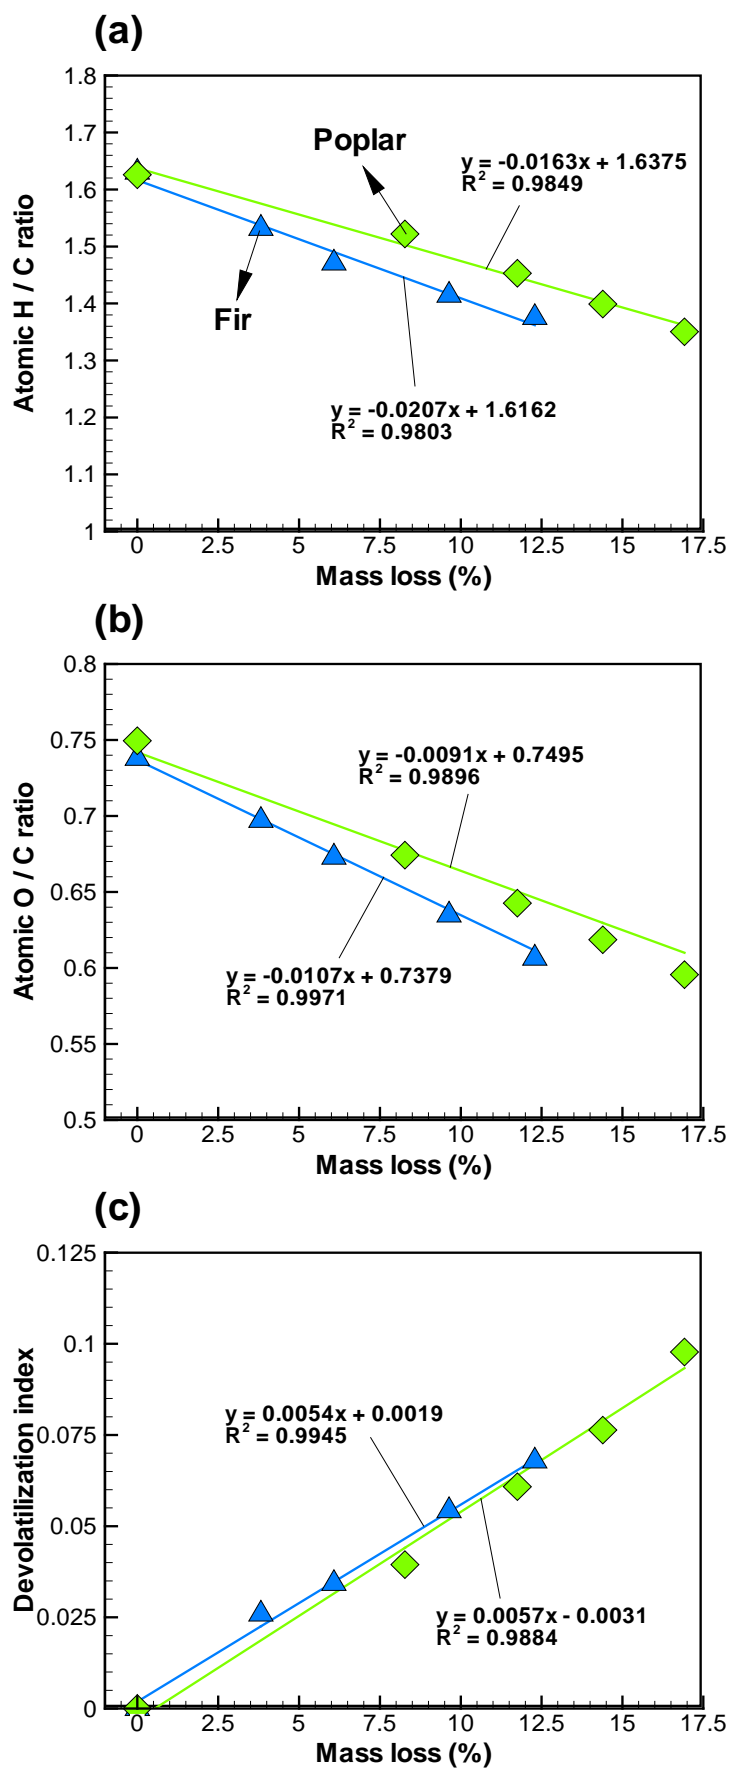 (a)
Atomic H / C ratio
1.8
1.7
1.6
1.5
1.4
1.3
1.2
1.1
1
Poplar
y = -0.0163x + 1.6375
R² = 0.9849
Fir
y = -0.0207x + 1.6162
R² = 0.9803
0 2.5 5 7.5 10 12.5 15 17.5
Mass loss (%)
(b)
Atomic O / C ratio
0.8
0.75
0.7
0.65
0.6
0.55
0.5
y = -0.0091x + 0.7495
R² = 0.9896
y = -0.0107x + 0.7379
R² = 0.9971
0 2.5 5 7.5 10 12.5 15 17.5
Mass loss (%)
(c)
Devolatilization index
0.125
0.1
0.075
0.05
0.025
0
y = 0.0054x + 0.0019
R² = 0.9945
y = 0.0057x - 0.0031
R² = 0.9884
0 2.5 5 7.5 10 12.5 15 17.5
Mass loss (%)